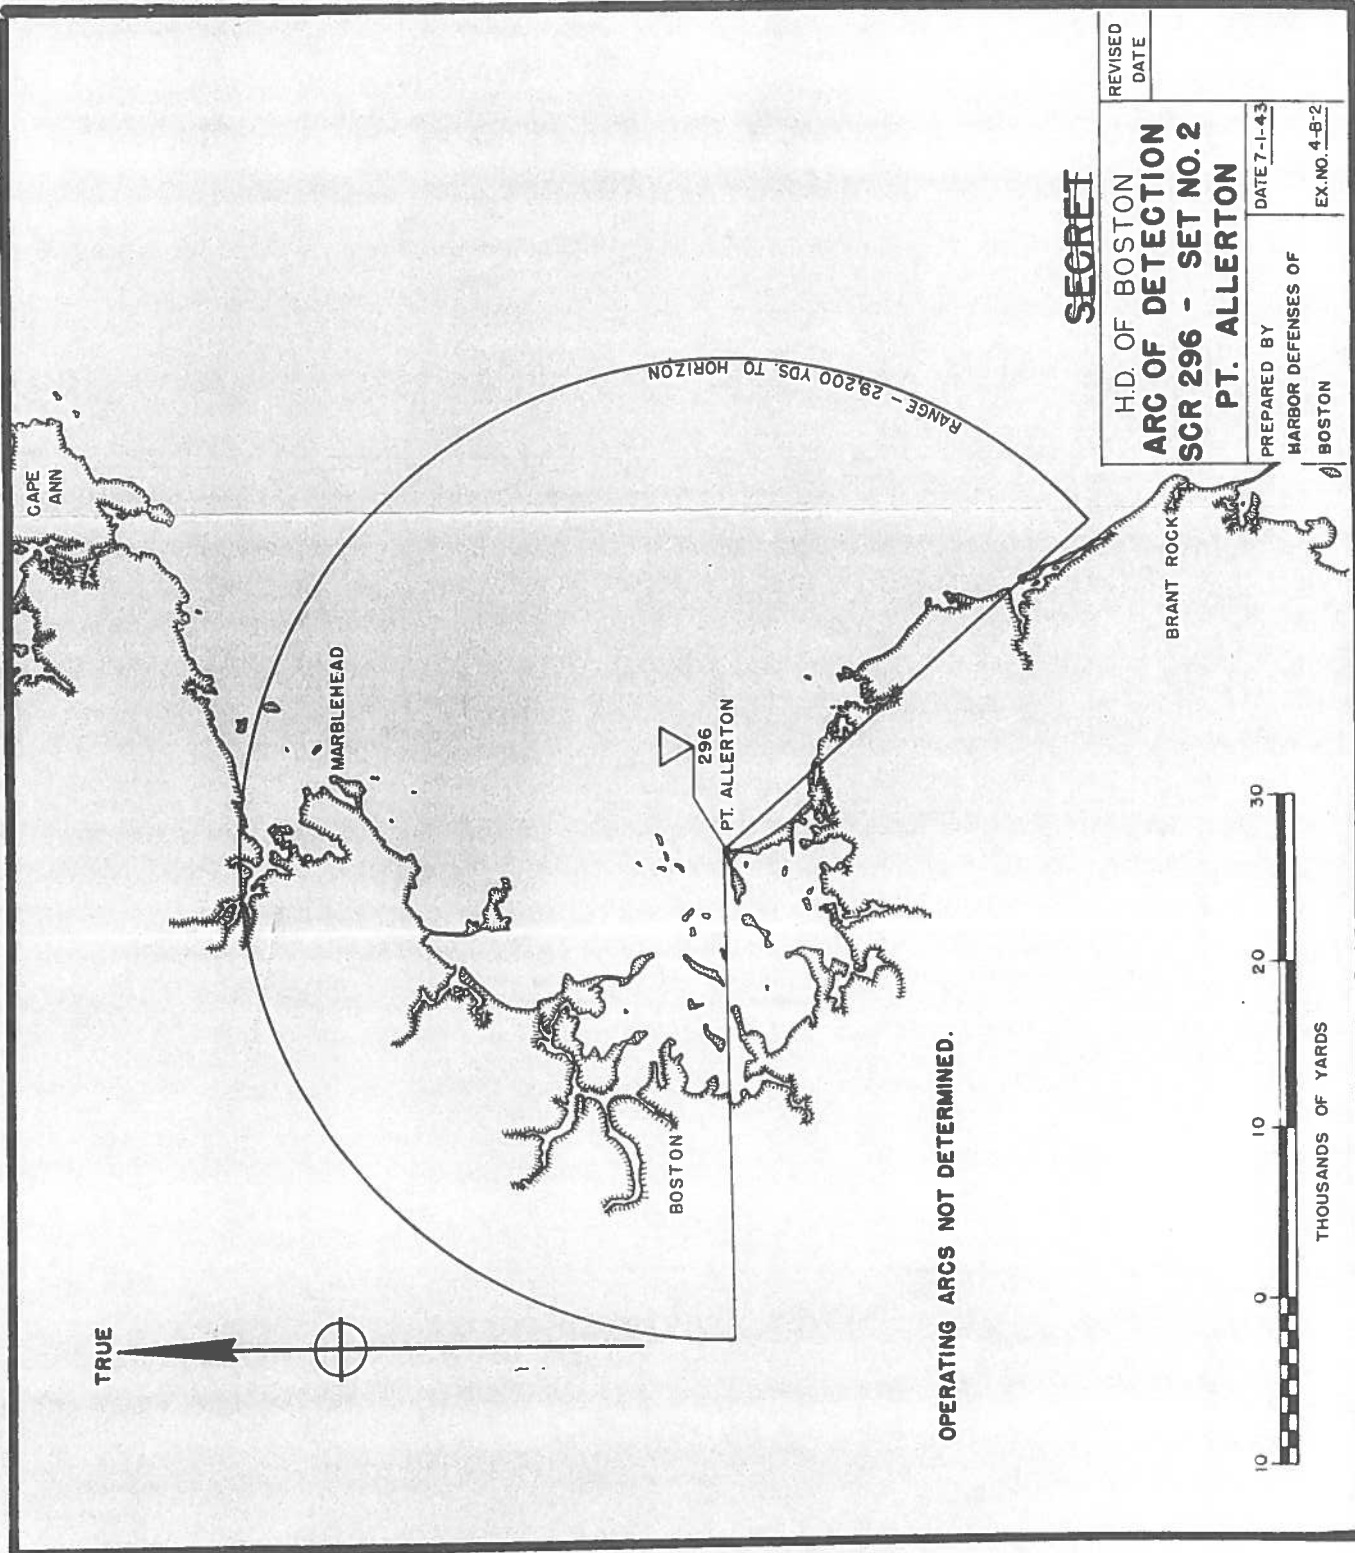 TRUE
CAPE
ANN
MARBLEHEAD
RANGE - 29,200 YDS. TO HORIZON
296
PT. ALLERTON
BOSTON
BRANT ROCK
OPERATING ARCS NOT DETERMINED.
10 0 10 20 30
THOUSANDS OF YARDS
SECRET
H.D. OF BOSTON
ARC OF DETECTION
SCR 296 - SET NO. 2
PT. ALLERTON
REVISED
DATE
PREPARED BY
HARBOR DEFENSES OF
BOSTON
DATE 7-1-43
EX. NO. 4-B-2